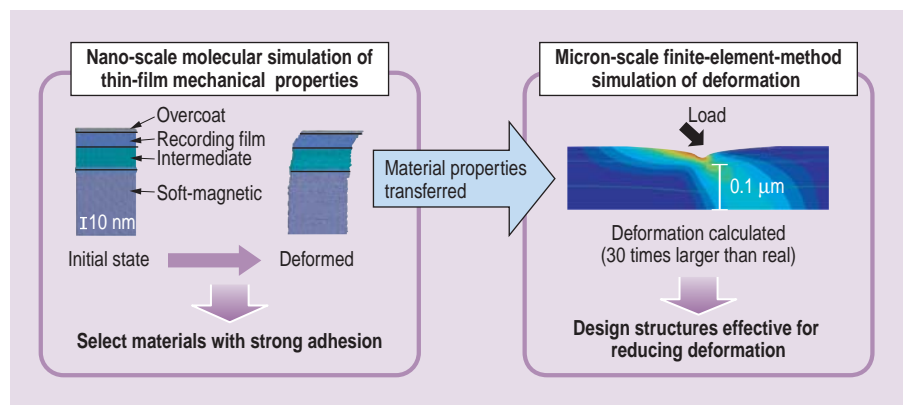 Nano-scale molecular simulation of
thin-film mechanical properties
Overcoat
Recording film
Intermediate
Soft-magnetic
10 nm
Initial state
Deformed
Select materials with strong adhesion
Material properties
transferred
Micron-scale finite-element-method
simulation of deformation
Load
0.1 μm
Deformation calculated
(30 times larger than real)
Design structures effective for
reducing deformation